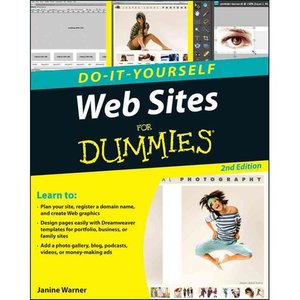 DO-IT-YOURSELF
Web Sites
FOR
DUMMIES
2nd Edition
AL PHOTOGRAPHY
Learn to:
• Plan your site, register a domain name,
and create Web graphics
• Design pages easily with Dreamweaver
templates for portfolio, business, or
family sites
• Add a photo gallery, blog, podcasts,
videos, or money-making ads
Janine Warner